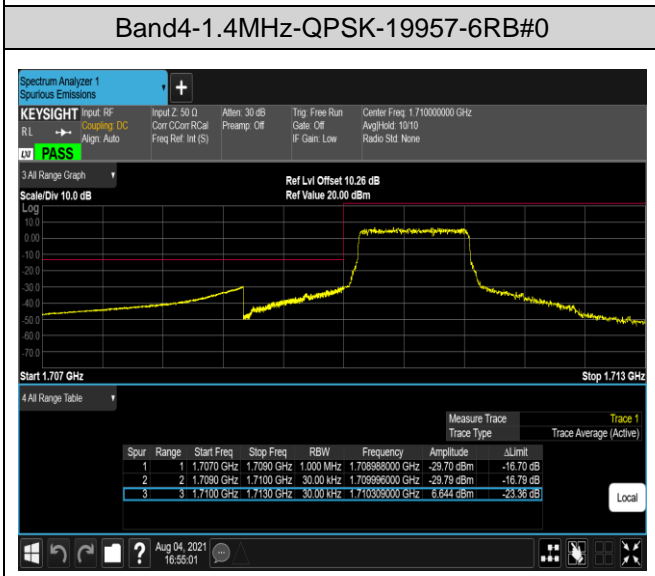 Band4-1.4MHz-QPSK-19957-6RB#0
Spectrum Analyzer 1
Spurious Emissions
+
KEYSIGHT Input: RF Input Z: 50 Ω Atten: 30 dB Trig: Free Run Center Freq: 1.710000000 GHz
RL Coupling: DC Corr CCorr RCal Preamp: Off Gate: Off Avg|Hold: 10/10
Align: Auto Freq Ref: Int (S) IF Gain: Low Radio Std: None
LXI PASS
3 All Range Graph
Ref Lvl Offset 10.26 dB
Scale/Div 10.0 dB Ref Value 20.00 dBm
Log
10.0
0.00
-10.0
-20.0
-30.0
-40.0
-50.0
-60.0
-70.0
Start 1.707 GHz Stop 1.713 GHz
4 All Range Table
Measure Trace Trace 1
Trace Type Trace Average (Active)
Spur Range Start Freq Stop Freq RBW Frequency Amplitude ΔLimit
1 1 1.7070 GHz 1.7090 GHz 1.000 MHz 1.708988000 GHz -29.70 dBm -16.70 dB
2 2 1.7090 GHz 1.7100 GHz 30.00 kHz 1.709996000 GHz -29.79 dBm -16.79 dB
3 3 1.7100 GHz 1.7130 GHz 30.00 kHz 1.710309000 GHz 6.644 dBm -23.36 dB
Local
? Aug 04, 2021
16:55:01